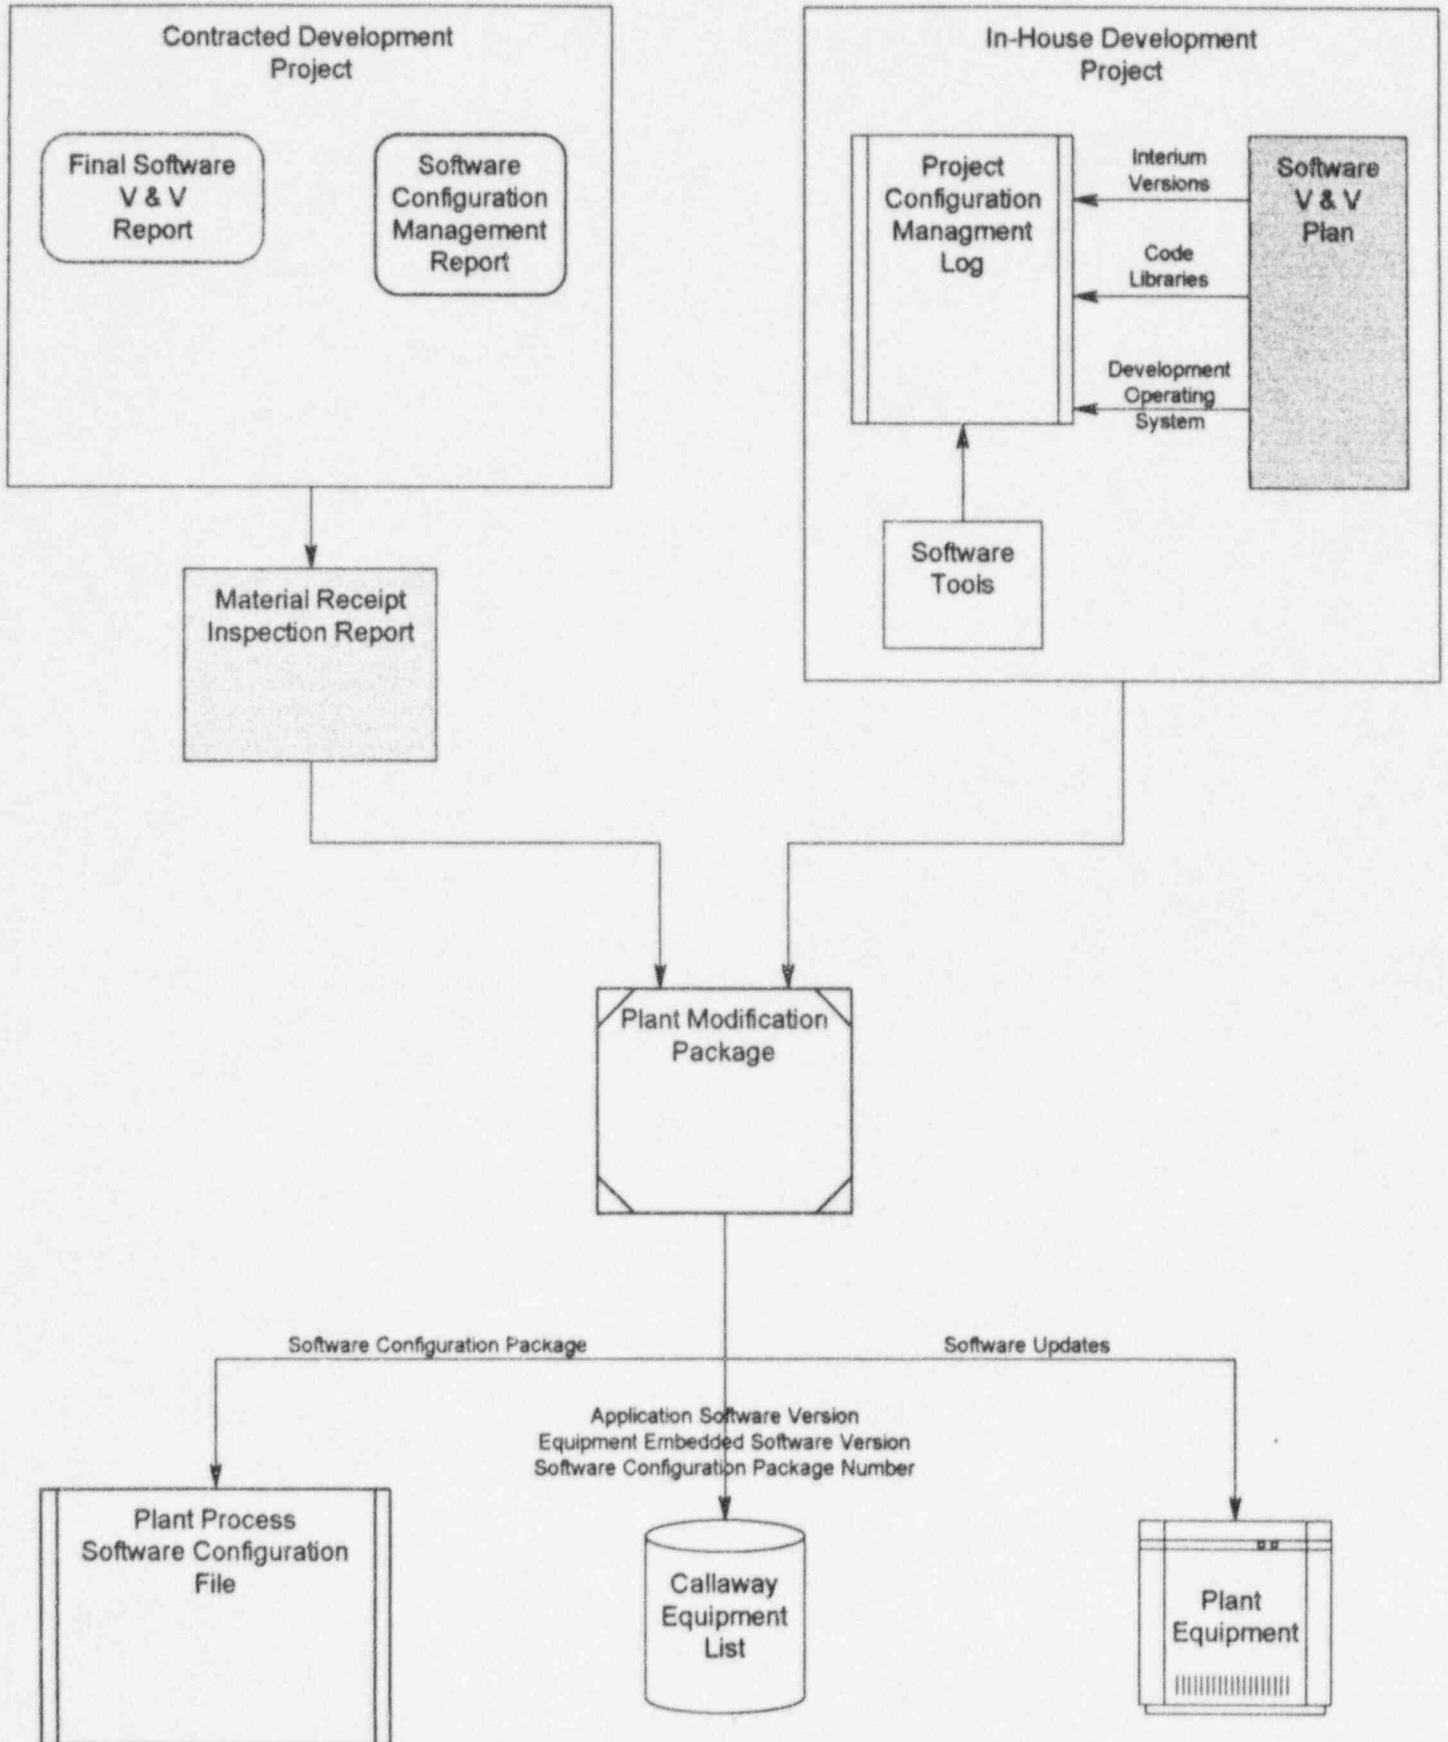 Contracted Development
Project
Final Software
V & V
Report
Software
Configuration
Management
Report
In-House Development
Project
Project
Configuration
Managment
Log
Interium
Versions
Code
Libraries
Development
Operating
System
Software
V & V
Plan
Software
Tools
Material Receipt
Inspection Report
Plant Modification
Package
Software Configuration Package
Software Updates
Application Software Version
Equipment Embedded Software Version
Software Configuration Package Number
Plant Process
Software Configuration
File
Callaway
Equipment
List
Plant
Equipment